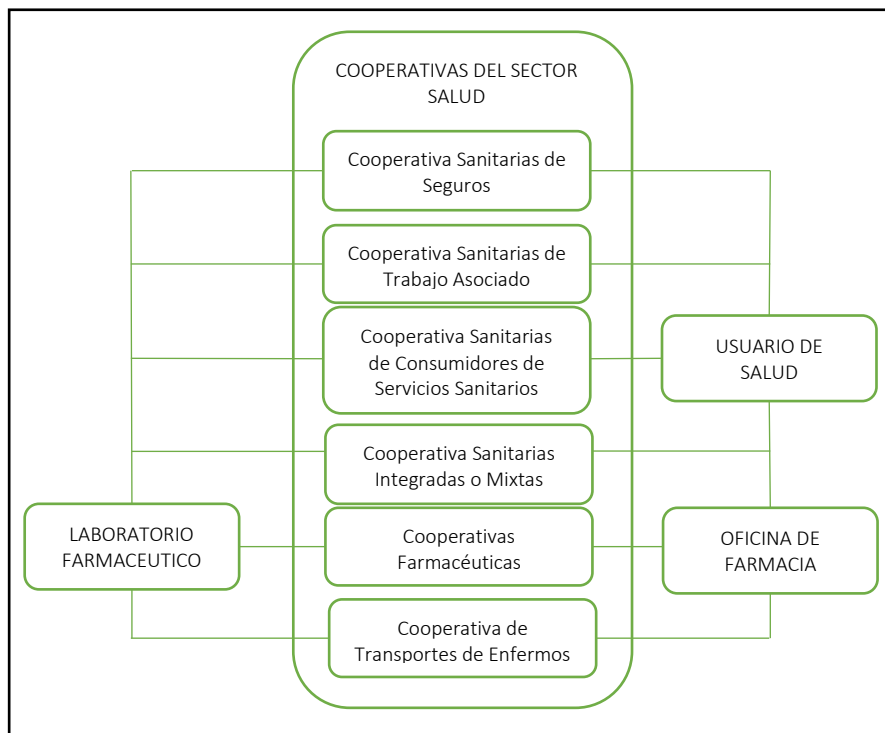 COOPERATIVAS DEL SECTOR
SALUD
Cooperativa Sanitarias de
Seguros
Cooperativa Sanitarias de
Trabajo Asociado
Cooperativa Sanitarias
de Consumidores de
Servicios Sanitarios
USUARIO DE
SALUD
Cooperativa Sanitarias
Integradas o Mixtas
LABORATORIO
FARMACEUTICO
Cooperativas
Farmacéuticas
OFICINA DE
FARMACIA
Cooperativa de
Transportes de Enfermos